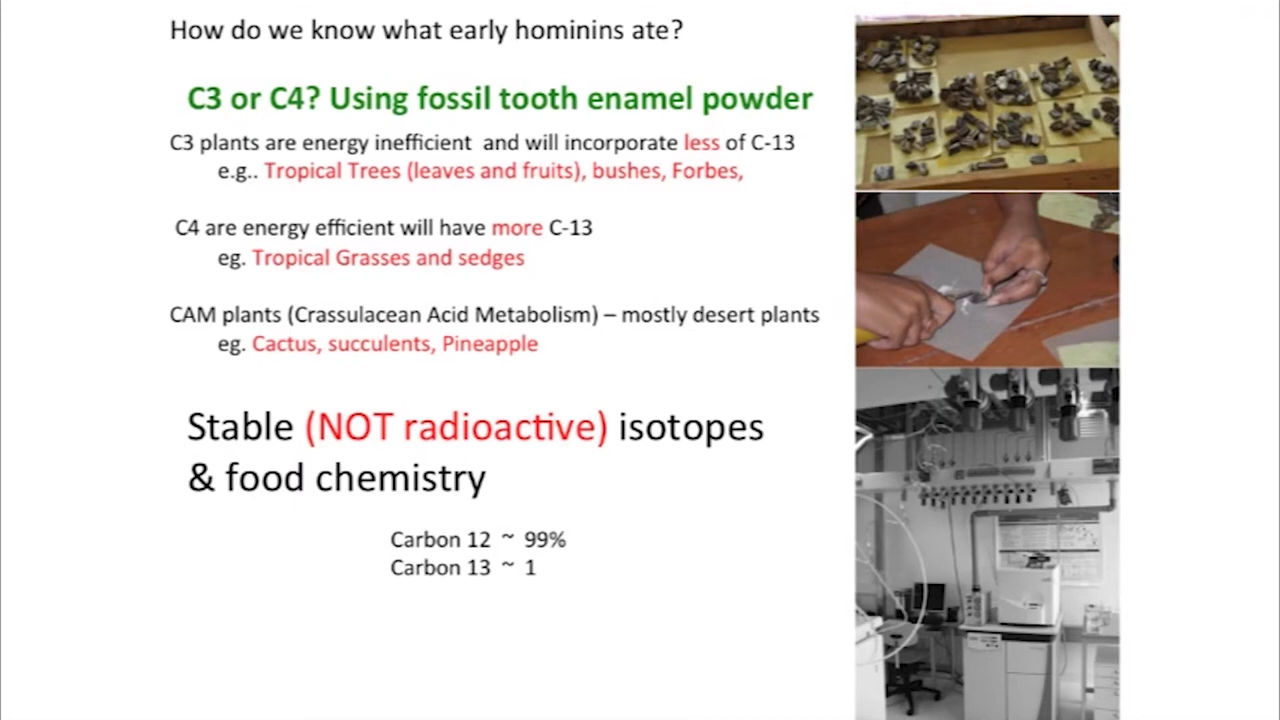 How do we know what early hominins ate?
C3 or C4? Using fossil tooth enamel powder
C3 plants are energy inefficient and will incorporate less of C-13
e.g.. Tropical Trees (leaves and fruits), bushes, Forbes,
C4 are energy efficient will have more C-13
eg. Tropical Grasses and sedges
CAM plants (Crassulacean Acid Metabolism) – mostly desert plants
eg. Cactus, succulents, Pineapple
Stable (NOT radioactive) isotopes
& food chemistry
Carbon 12 ~ 99%
Carbon 13 ~ 1